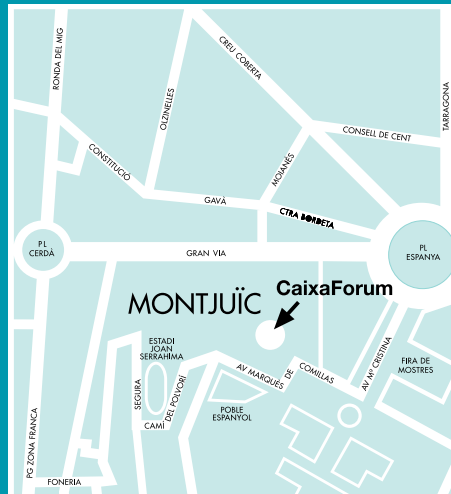 RONDA DEL MIG
OLZINELLES
CREU COBERTA
TARRAGONA
CONSELL DE CENT
CONSTITUCIÓ
MOIANÉS
GAVÀ
CTRA BORDETA
PL
CERDÀ
GRAN VIA
PL
ESPANYA
CaixaForum
MONTJUÏC
ESTADI
JOAN
SERRAHIMA
AV MARQUÈS
DE
COMILLAS
AV Mª CRISTINA
FIRA DE
MOSTRES
SEGURA
CAMÍ
DEL POLVORÍ
POBLE
ESPANYOL
PG ZONA FRANCA
FONERIA